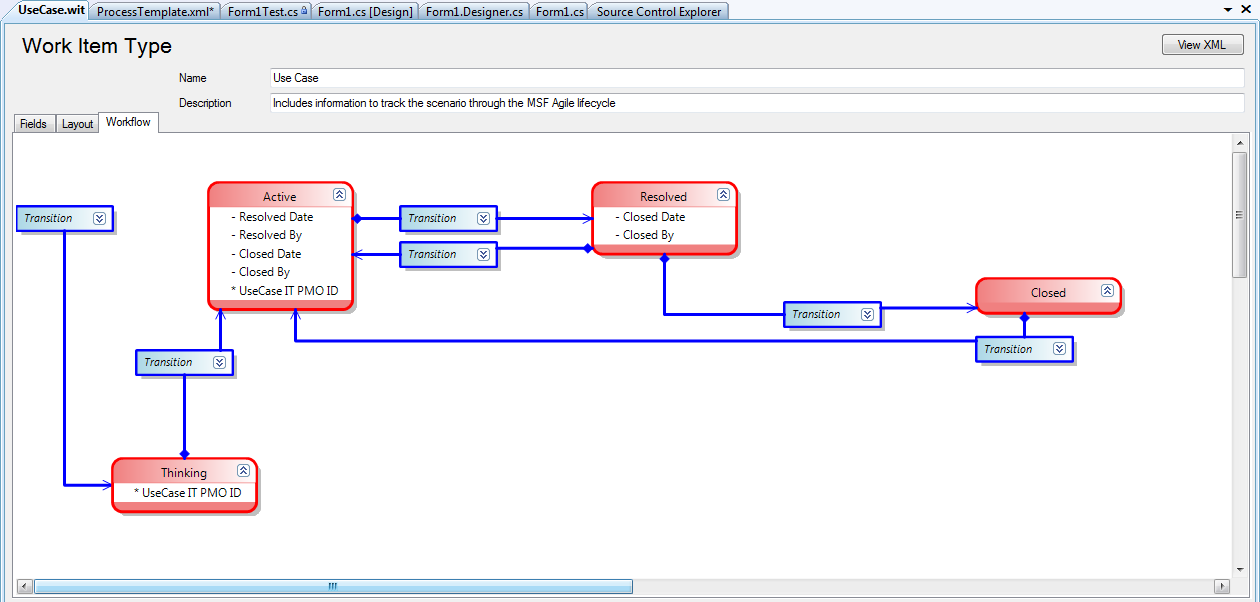 UseCase.wit
ProcessTemplate.xml*
Form1Test.cs
Form1.cs [Design]
Form1.Designer.cs
Form1.cs
Source Control Explorer
Work Item Type
View XML
Name
Use Case
Description
Includes information to track the scenario through the MSF Agile lifecycle
Fields
Layout
Workflow
Transition
Active
- Resolved Date
- Resolved By
- Closed Date
- Closed By
* UseCase IT PMO ID
Transition
Transition
Resolved
- Closed Date
- Closed By
Transition
Closed
Transition
Transition
Thinking
* UseCase IT PMO ID